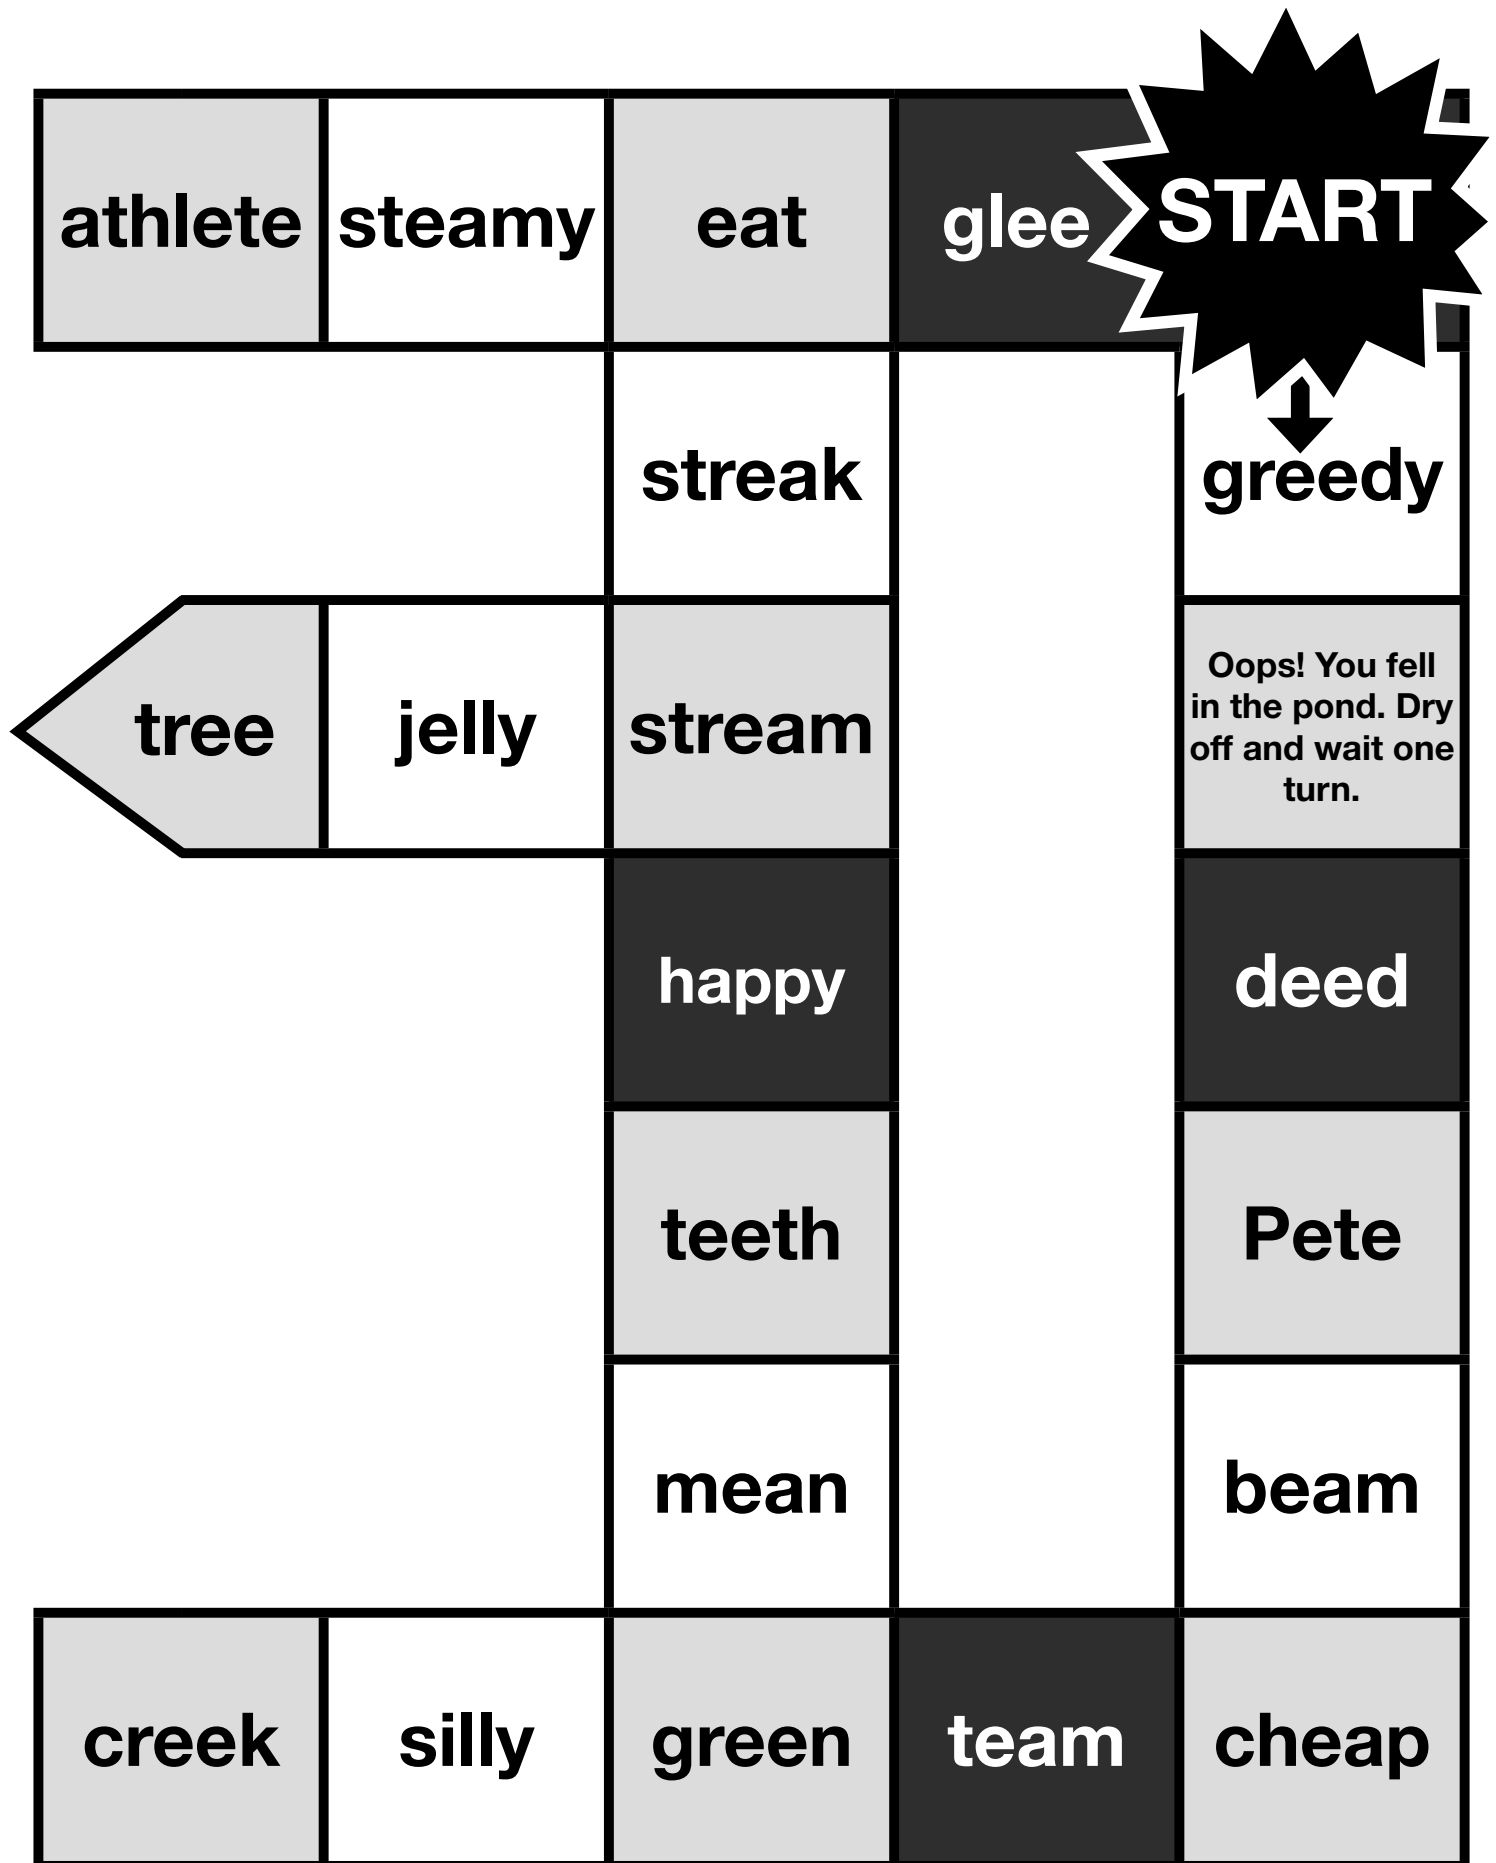 athlete steamy eat glee START
streak greedy
Oops! You fell
in the pond. Dry
off and wait one
turn.
tree jelly stream
happy deed
teeth Pete
mean beam
creek silly green team cheap